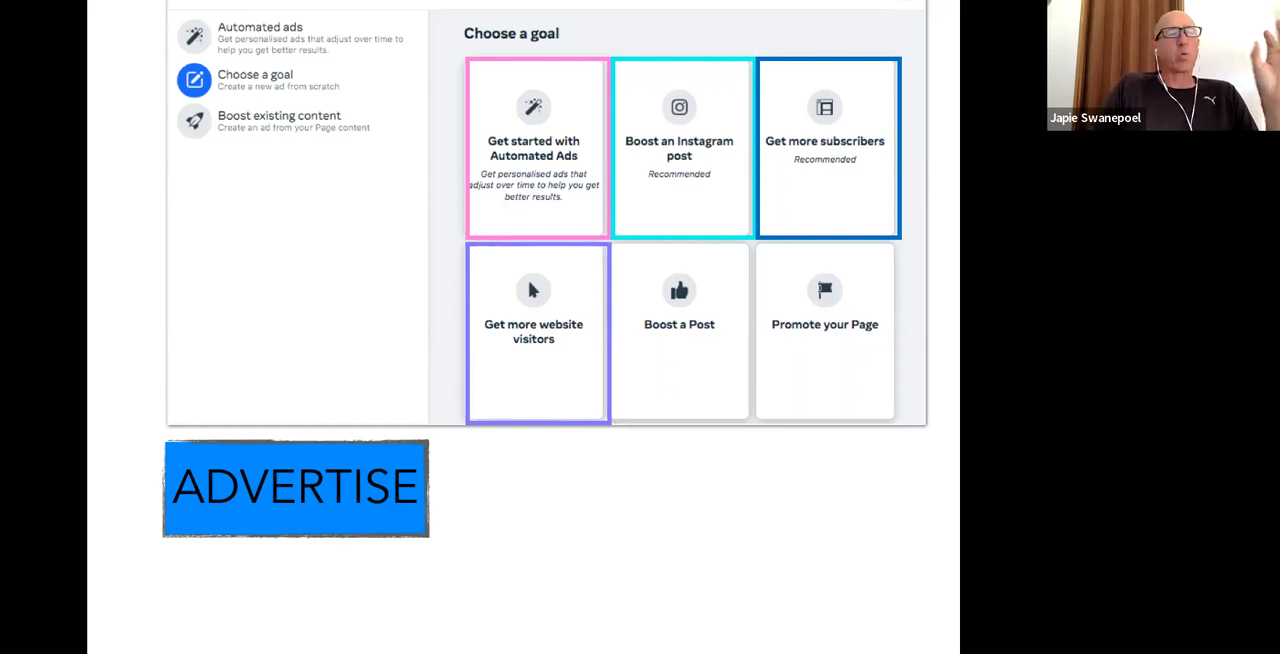 Automated ads
Get personalised ads that adjust over time to
help you get better results.
Choose a goal
Create a new ad from scratch
Boost existing content
Create an ad from your Page content
Choose a goal
Get started with
Automated Ads
Get personalised ads that
adjust over time to help you get
better results.
Boost an Instagram
post
Recommended
Get more subscribers
Recommended
Get more website
visitors
Boost a Post
Promote your Page
ADVERTISE
Japie Swanepoel